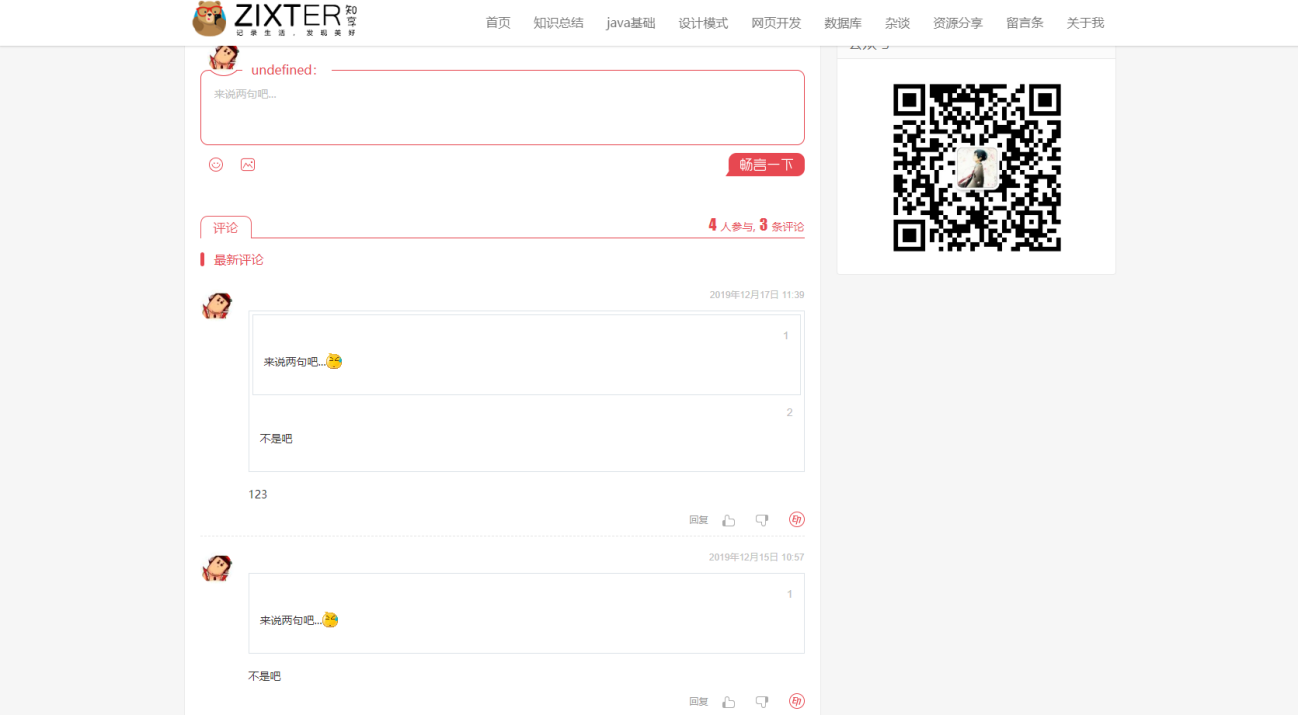 ZIXTER 知享
记录生活,发现美好
首页 知识总结 java基础 设计模式 网页开发 数据库 杂谈 资源分享 留言条 关于我
undefined:
来说两句吧...
畅言一下
评论
4 人参与, 3 条评论
最新评论
2019年12月17日 11:39
1
来说两句吧...
2
不是吧
123
回复
印
2019年12月15日 10:57
1
来说两句吧...
不是吧
回复
印